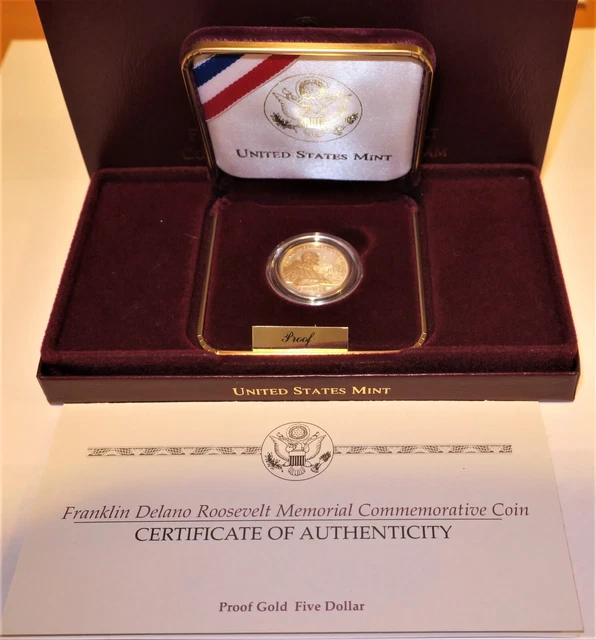 UNITED STATES MINT
Proof
UNITED STATES MINT
Franklin Delano Roosevelt Memorial Commemorative Coin
CERTIFICATE OF AUTHENTICITY
Proof Gold Five Dollar